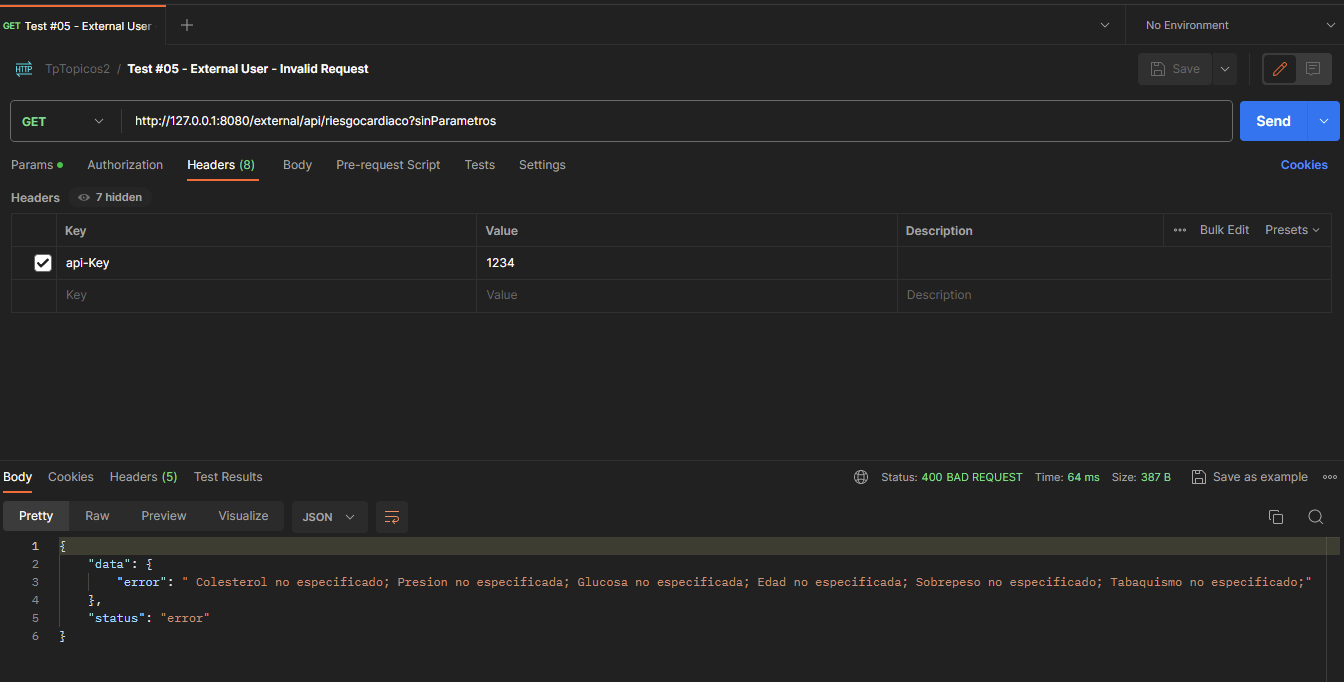 GET Test #05 - External User
No Environment
HTTP TpTopicos2 / Test #05 - External User - Invalid Request
Save
GET http://127.0.0.1:8080/external/api/riesgocardiaco?sinParametros
Send
Params Authorization Headers (8) Body Pre-request Script Tests Settings Cookies
Headers 7 hidden
Key Value Description Bulk Edit Presets
api-Key 1234
Key Value Description
Body Cookies Headers (5) Test Results Status: 400 BAD REQUEST Time: 64 ms Size: 387 B Save as example
Pretty Raw Preview Visualize JSON
1 {
2 "data": {
3 "error": " Colesterol no especificado; Presion no especificada; Glucosa no especificada; Edad no especificada; Sobrepeso no especificado; Tabaquismo no especificado;"
4 },
5 "status": "error"
6 }